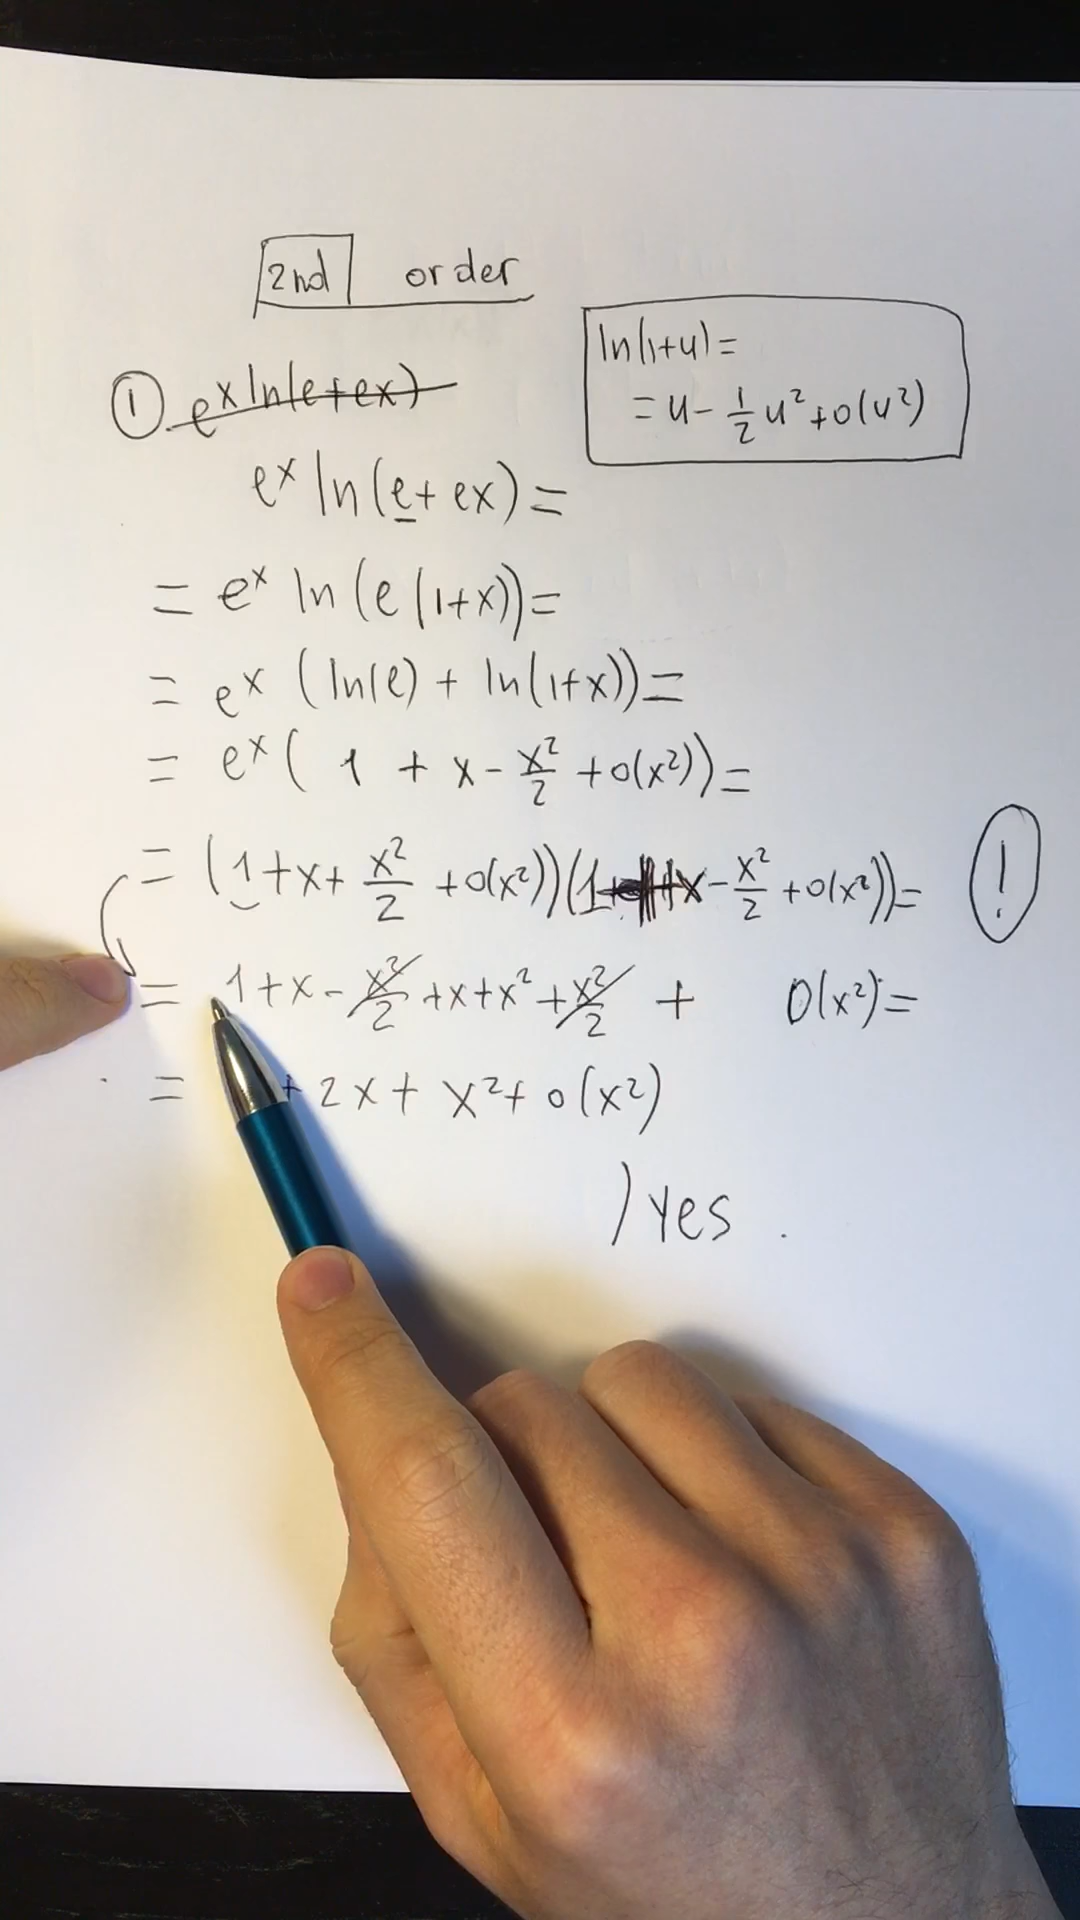 2nd order
ln(1+u)=
= u - 1/2 u² + o(u²)
① e^x ln(e+ex)
e^x ln(e+ ex) =
= e^x ln(e(1+x)) =
= e^x (ln(e) + ln(1+x)) =
= e^x ( 1 + x - x²/2 + o(x²)) =
= (1+x+ x²/2 + o(x²))(1+x - x²/2 + o(x²)) = !
= 1+x - x²/2 + x + x² + x²/2 + o(x²) =
= + 2x + x² + o(x²)
) yes .